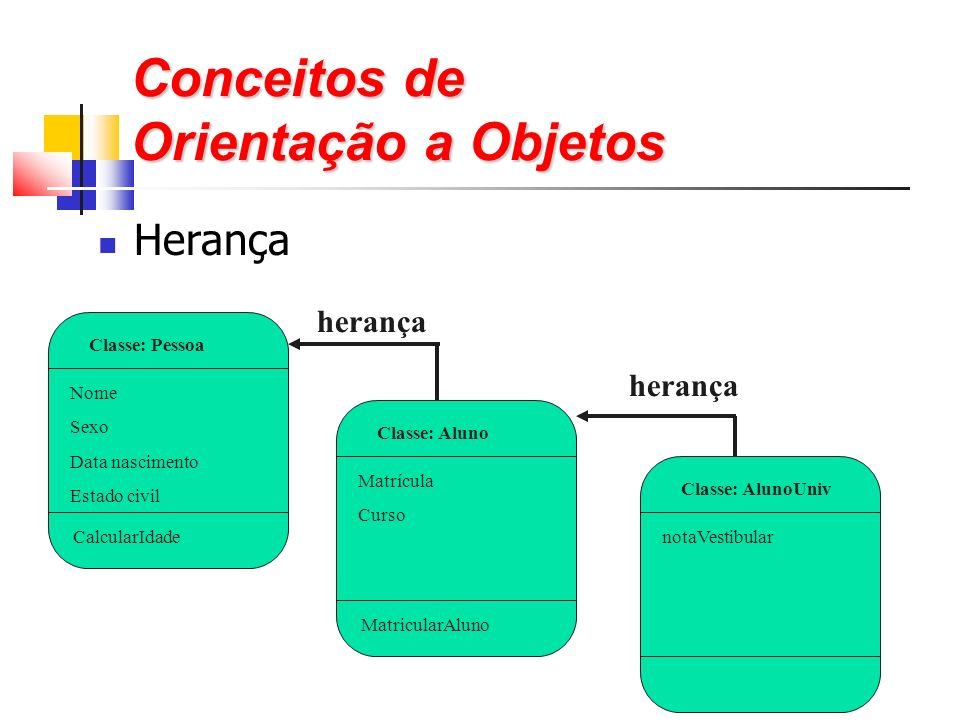 Conceitos de
Orientação a Objetos
Herança
herança
Classe: Pessoa
Nome
Sexo
Data nascimento
Estado civil
CalcularIdade
herança
Classe: Aluno
Matrícula
Curso
MatricularAluno
Classe: AlunoUniv
notaVestibular